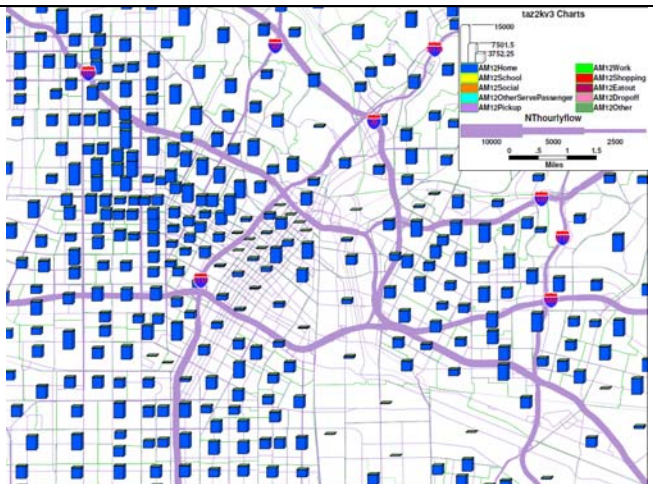 taz2kv3 Charts
15000
7501.5
3752.25
AM12Home
AM12Work
AM12School
AM12Shopping
AM12Social
AM12Eatout
AM12OtherServePassenger
AM12Dropoff
AM12Pickup
AM12Other
NThourlyflow
10000 5000 2500
0 .5 1 1.5
Miles